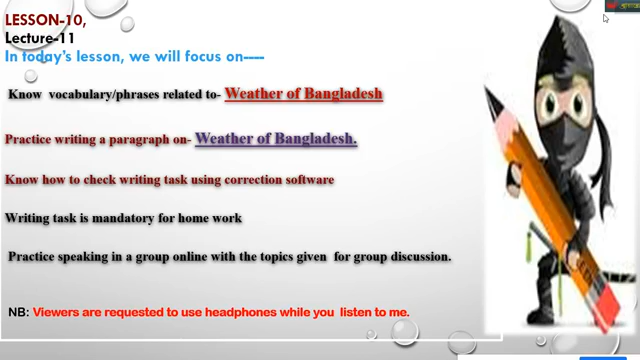 LESSON-10,
Lecture-11
In today's lesson, we will focus on----
Know vocabulary/phrases related to- Weather of Bangladesh
Practice writing a paragraph on- Weather of Bangladesh.
Know how to check writing task using correction software
Writing task is mandatory for home work
Practice speaking in a group online with the topics given for group discussion.
NB: Viewers are requested to use headphones while you listen to me.